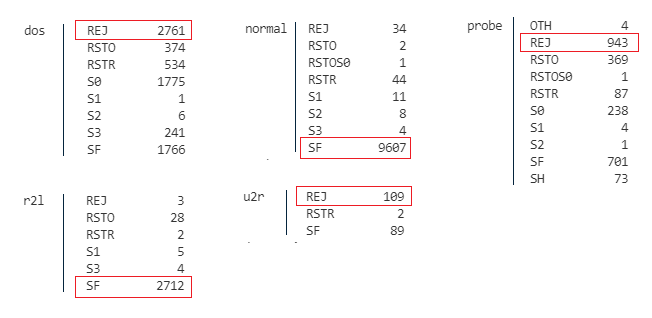 dos
REJ 2761
RSTO 374
RSTR 534
S0 1775
S1 1
S2 6
S3 241
SF 1766
normal
REJ 34
RSTO 2
RSTOS0 1
RSTR 44
S1 11
S2 8
S3 4
SF 9607
probe
OTH 4
REJ 943
RSTO 369
RSTOS0 1
RSTR 87
S0 238
S1 4
S2 1
SF 701
SH 73
r2l
REJ 3
RSTO 28
RSTR 2
S1 5
S3 4
SF 2712
u2r
REJ 109
RSTR 2
SF 89